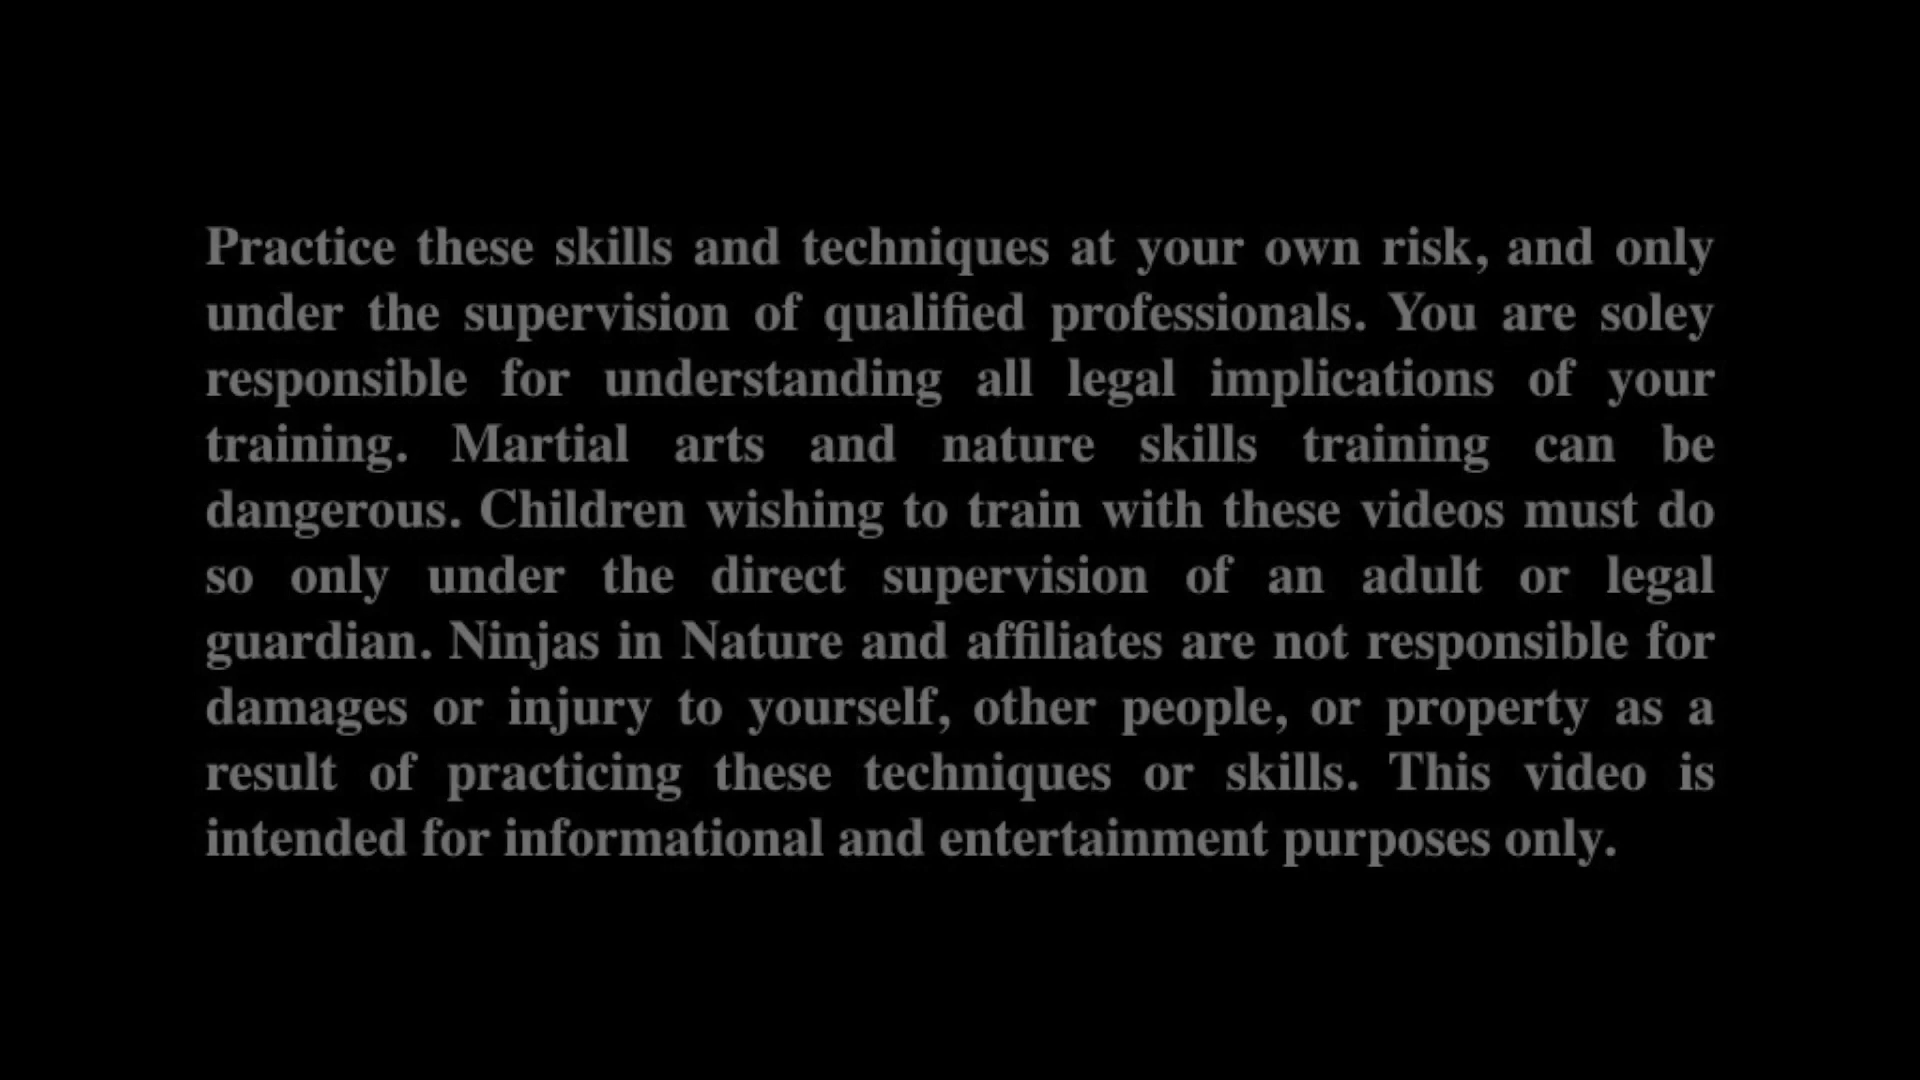 Practice these skills and techniques at your own risk, and only
under the supervision of qualified professionals. You are soley
responsible for understanding all legal implications of your
training. Martial arts and nature skills training can be
dangerous. Children wishing to train with these videos must do
so only under the direct supervision of an adult or legal
guardian. Ninjas in Nature and affiliates are not responsible for
damages or injury to yourself, other people, or property as a
result of practicing these techniques or skills. This video is
intended for informational and entertainment purposes only.